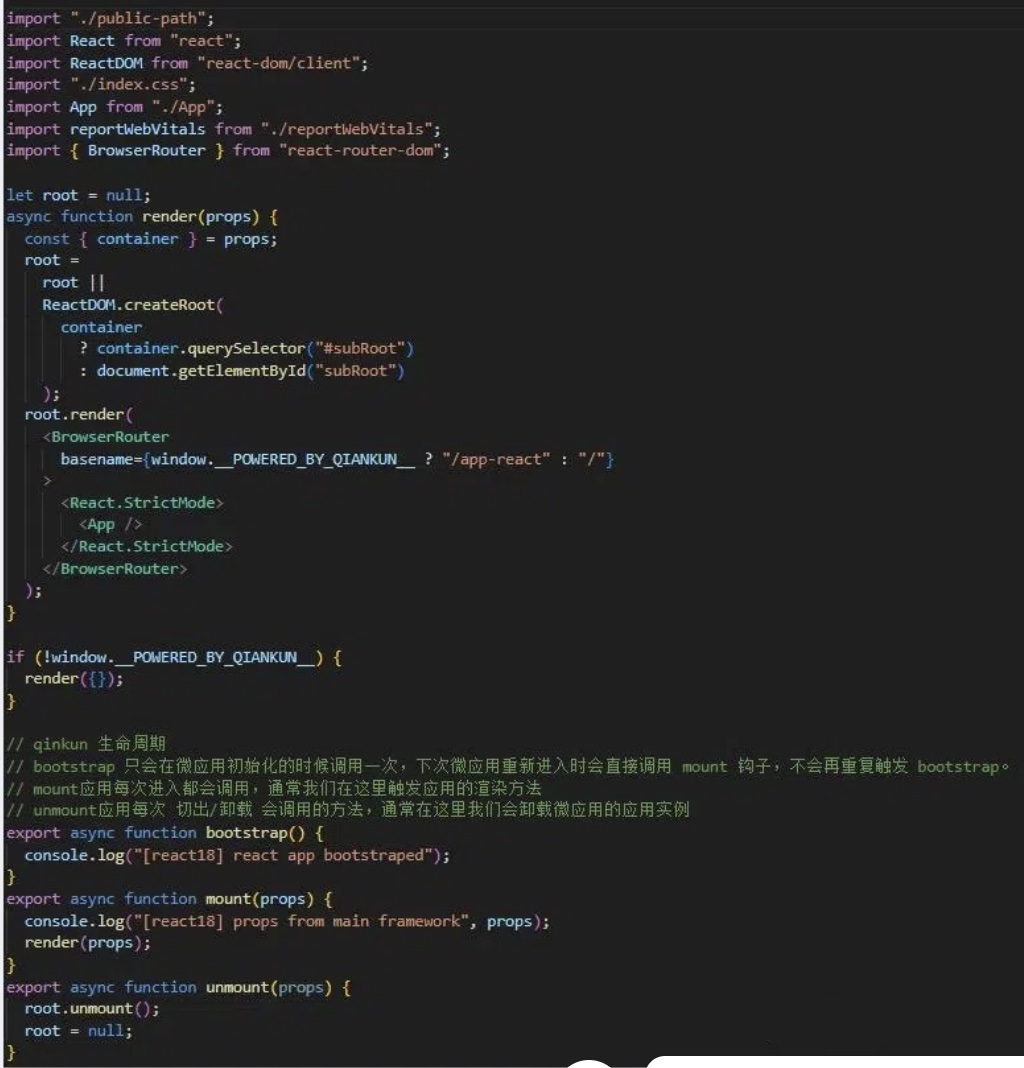 import "./public-path";
import React from "react";
import ReactDOM from "react-dom/client";
import "./index.css";
import App from "./App";
import reportWebVitals from "./reportWebVitals";
import { BrowserRouter } from "react-router-dom";

let root = null;
async function render(props) {
  const { container } = props;
  root =
    root ||
    ReactDOM.createRoot(
      container
        ? container.querySelector("#subRoot")
        : document.getElementById("subRoot")
    );
  root.render(
    <BrowserRouter
      basename={window.__POWERED_BY_QIANKUN__ ? "/app-react" : "/"}
    >
      <React.StrictMode>
        <App />
      </React.StrictMode>
    </BrowserRouter>
  );
}

if (!window.__POWERED_BY_QIANKUN__) {
  render({});
}

// qinkun 生命周期
// bootstrap 只会在微应用初始化的时候调用一次，下次微应用重新进入时会直接调用 mount 钩子，不会再重复触发 bootstrap。
// mount应用每次进入都会调用，通常我们在这里触发应用的渲染方法
// unmount应用每次 切出/卸载 会调用的方法，通常在这里我们会卸载微应用的应用实例
export async function bootstrap() {
  console.log("[react18] react app bootstraped");
}
export async function mount(props) {
  console.log("[react18] props from main framework", props);
  render(props);
}
export async function unmount(props) {
  root.unmount();
  root = null;
}